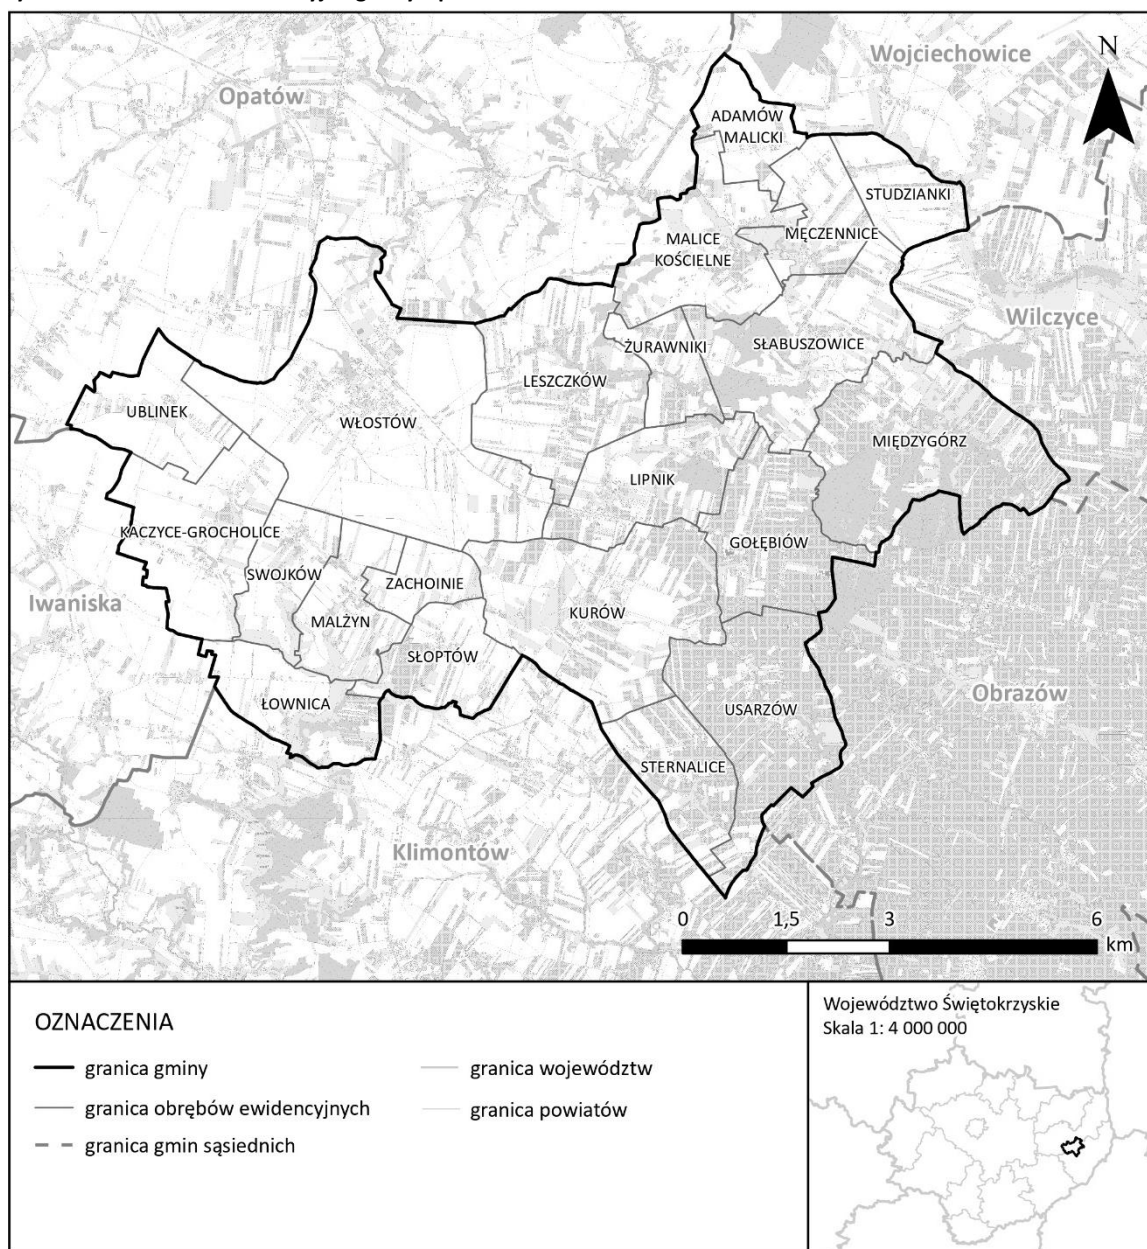 Wojciechowice
N
Opatów
ADAMÓW
MALICKI
STUDZIANKI
MALICE
KOŚCIELNE
MĘCZENNICE
Wilczyce
ŻURAWNIKI
SŁABUSZOWICE
LESZCZKÓW
UBLINEK
WŁOSTÓW
MIĘDZYGÓRZ
LIPNIK
KACZYCE-GROCHOLICE
GOŁĘBIÓW
SWOJKÓW
ZACHOINIE
Iwaniska
MALŻYN
KURÓW
SŁOPTÓW
Obrazów
ŁOWNICA
USARZÓW
STERNALICE
Klimontów
0 1,5 3 6
km
OZNACZENIA
granica gminy
granica obrębów ewidencyjnych
granica gmin sąsiednich
granica województw
granica powiatów
Województwo Świętokrzyskie
Skala 1: 4 000 000